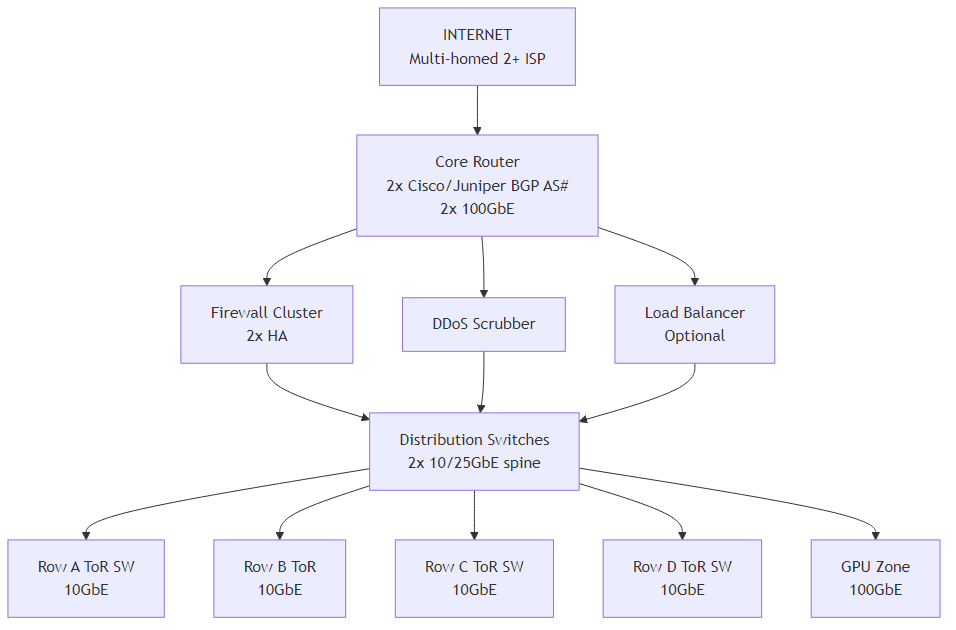 INTERNET
Multi-homed 2+ ISP
Core Router
2x Cisco/Juniper BGP AS#
2x 100GbE
Firewall Cluster
2x HA
DDoS Scrubber
Load Balancer
Optional
Distribution Switches
2x 10/25GbE spine
Row A ToR SW
10GbE
Row B ToR
10GbE
Row C ToR SW
10GbE
Row D ToR SW
10GbE
GPU Zone
100GbE